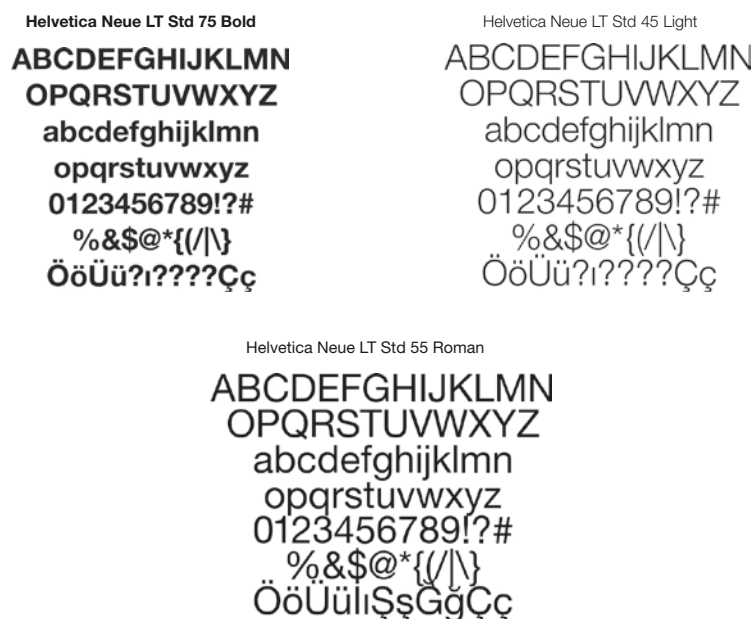 Helvetica Neue LT Std 75 Bold
ABCDEFGHIJKLMN
OPQRSTUVWXYZ
abcdefghijklmn
opqrstuvwxyz
0123456789!?#
%&$@*{(/|\}
ÖöÜü?ı????Çç
Helvetica Neue LT Std 45 Light
ABCDEFGHIJKLMN
OPQRSTUVWXYZ
abcdefghijklmn
opqrstuvwxyz
0123456789!?#
%&$@*{(/|\}
ÖöÜü?ı????Çç
Helvetica Neue LT Std 55 Roman
ABCDEFGHIJKLMN
OPQRSTUVWXYZ
abcdefghijklmn
opqrstuvwxyz
0123456789!?#
%&$@*{(/|\}
ÖöÜüIıŞşĞğÇç